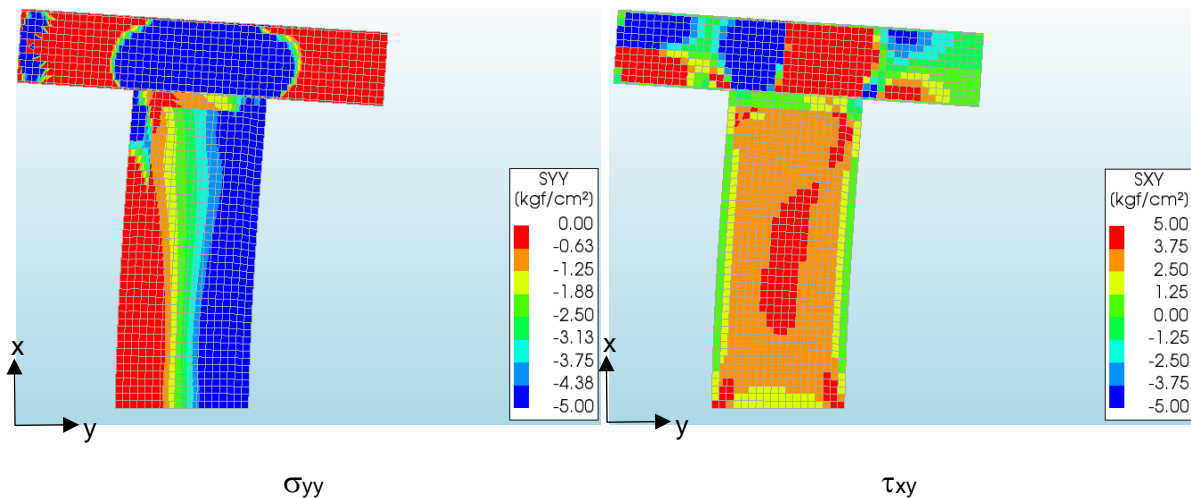 SYY
(kgf/cm²)
0.00
-0.63
-1.25
-1.88
-2.50
-3.13
-3.75
-4.38
-5.00
x
y
σyy
SXY
(kgf/cm²)
5.00
3.75
2.50
1.25
0.00
-1.25
-2.50
-3.75
-5.00
x
y
τxy